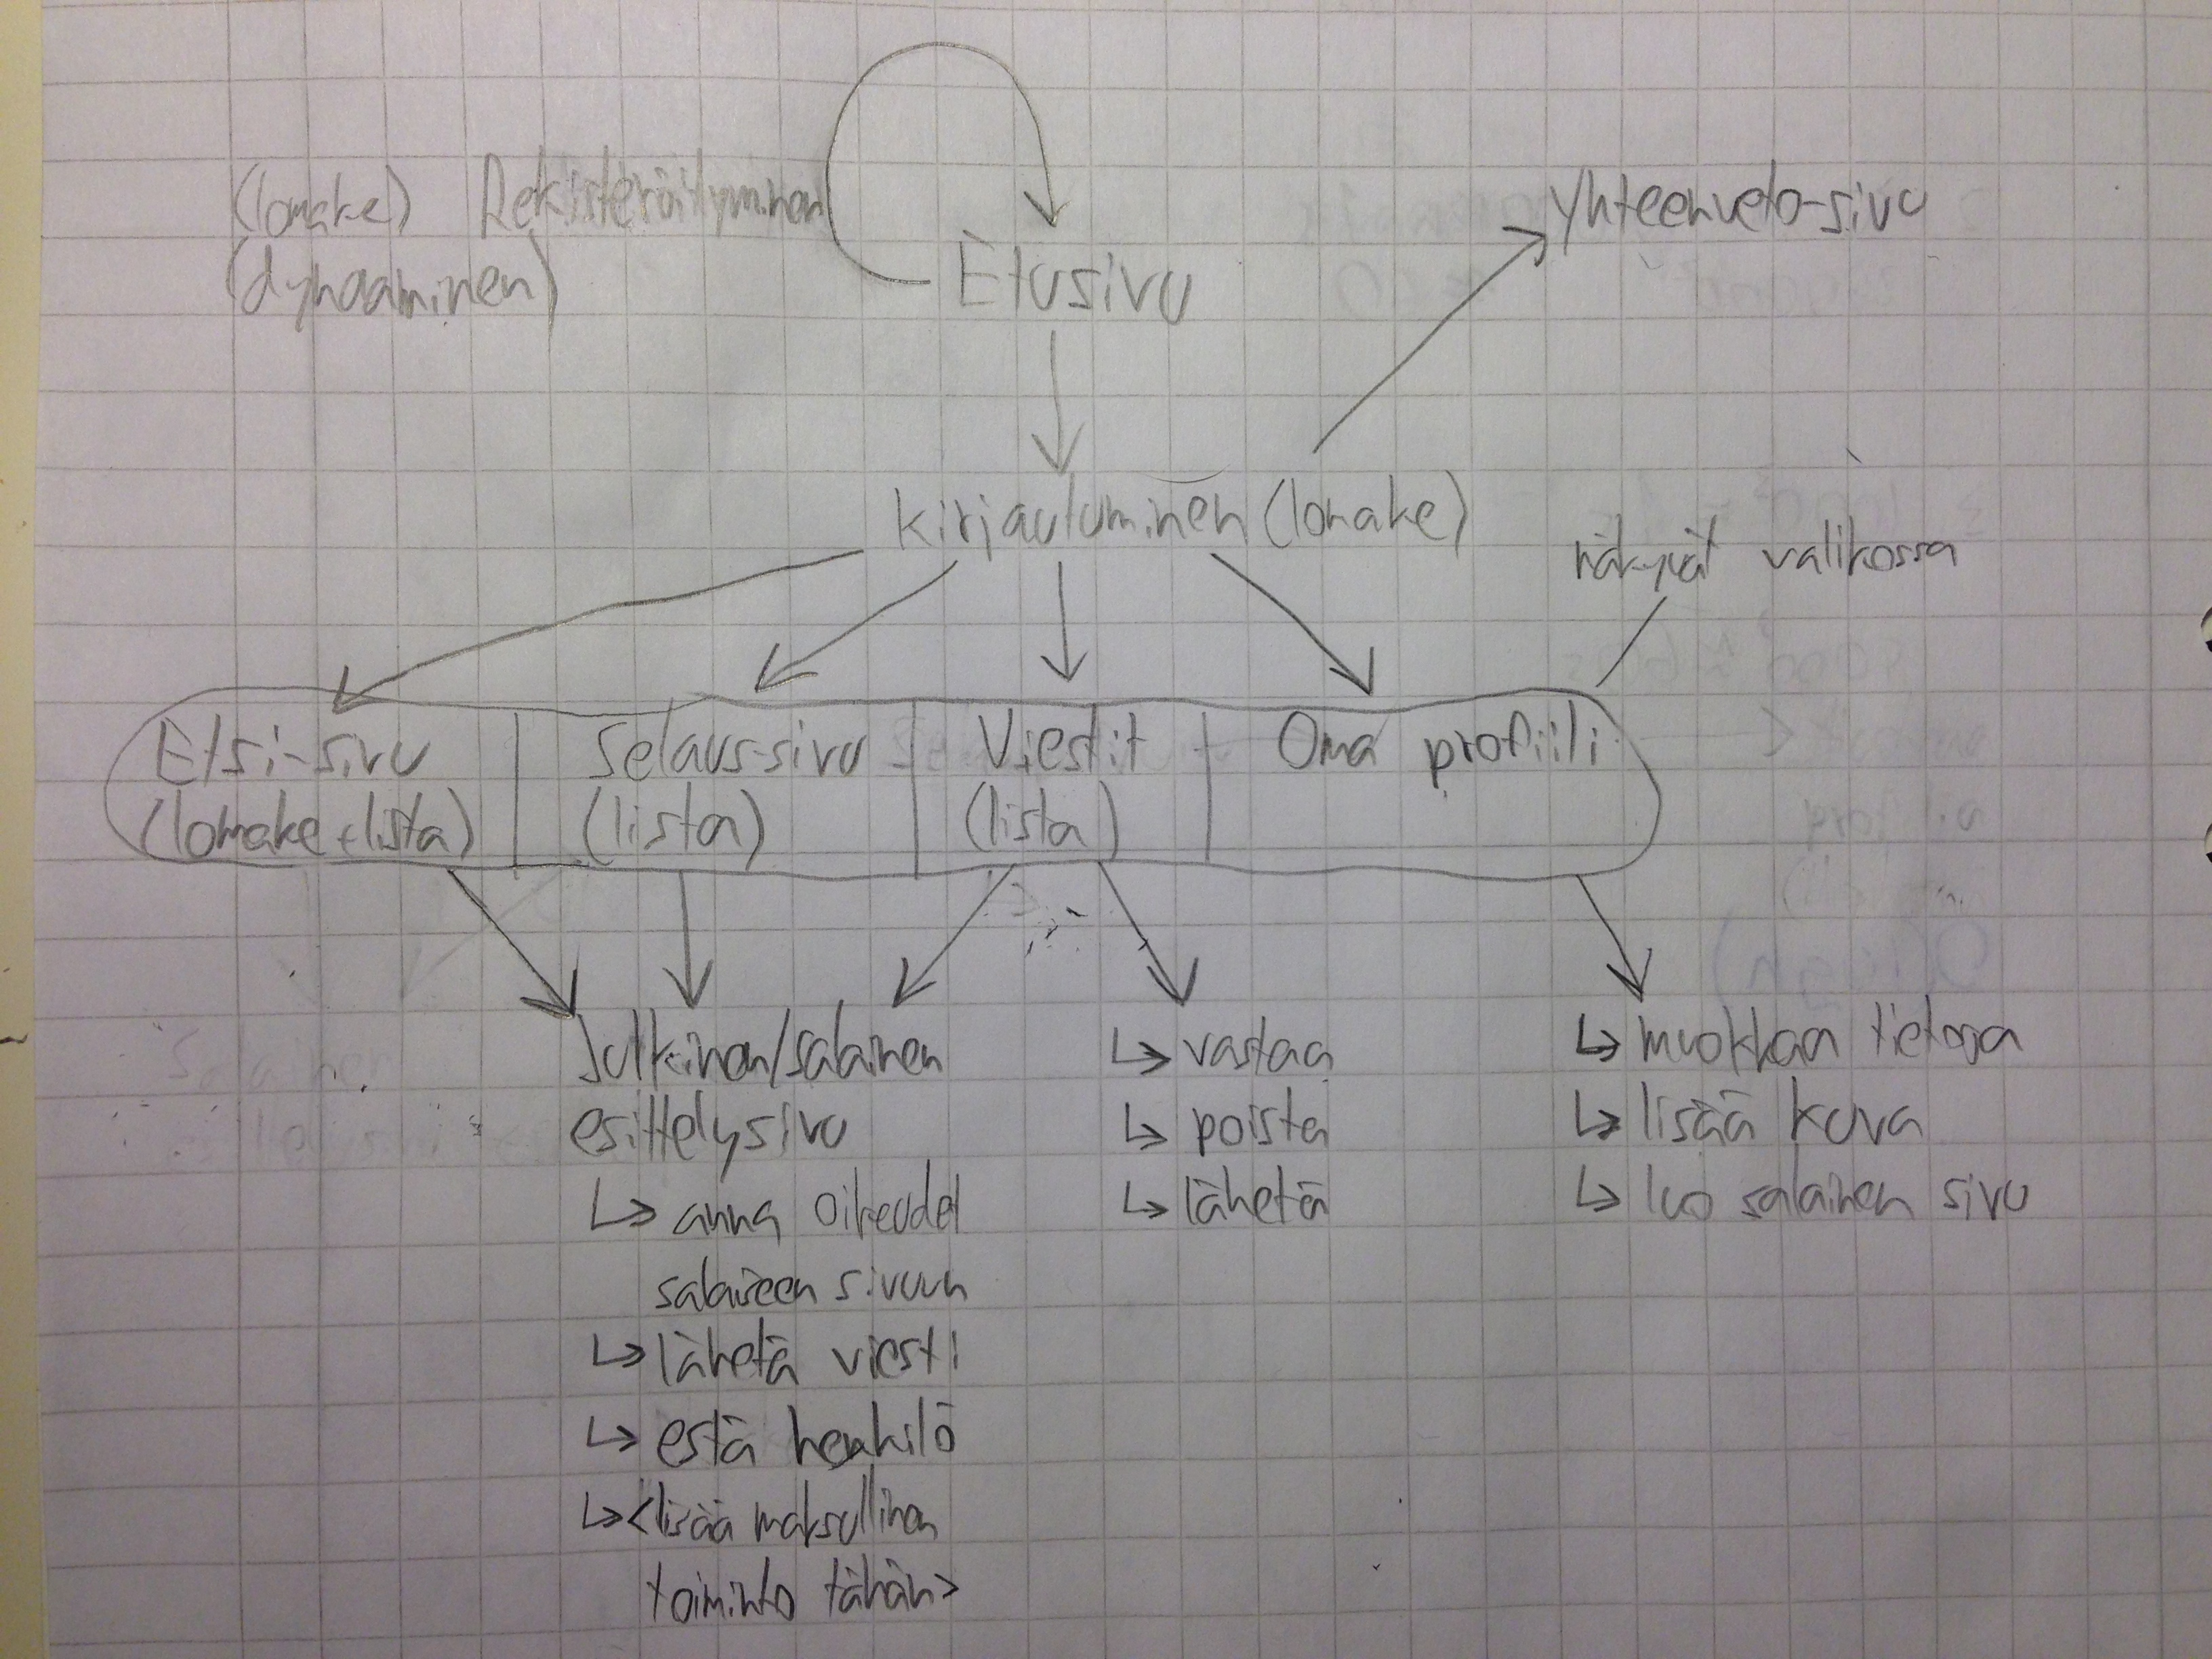 (lomake) Rekisteröityminen
(dynaaminen)
Etusivu
Yhteenveto-sivu
kirjautuminen (lomake)
näkyvät valikossa
Etsi-sivu
(lomake + lista)
Selaus-sivu
(lista)
Viestit
(lista)
Oma profiili
Julkinen/salainen
esittelysivu
↳ anna oikeudet
salaiseen sivuun
↳ lähetä viesti
↳ estä henkilö
↳ <lisää maksullinen
toiminto tähän>
↳ vastaa
↳ poista
↳ lähetä
↳ muokkaa tietoja
↳ lisää kuva
↳ luo salainen sivu